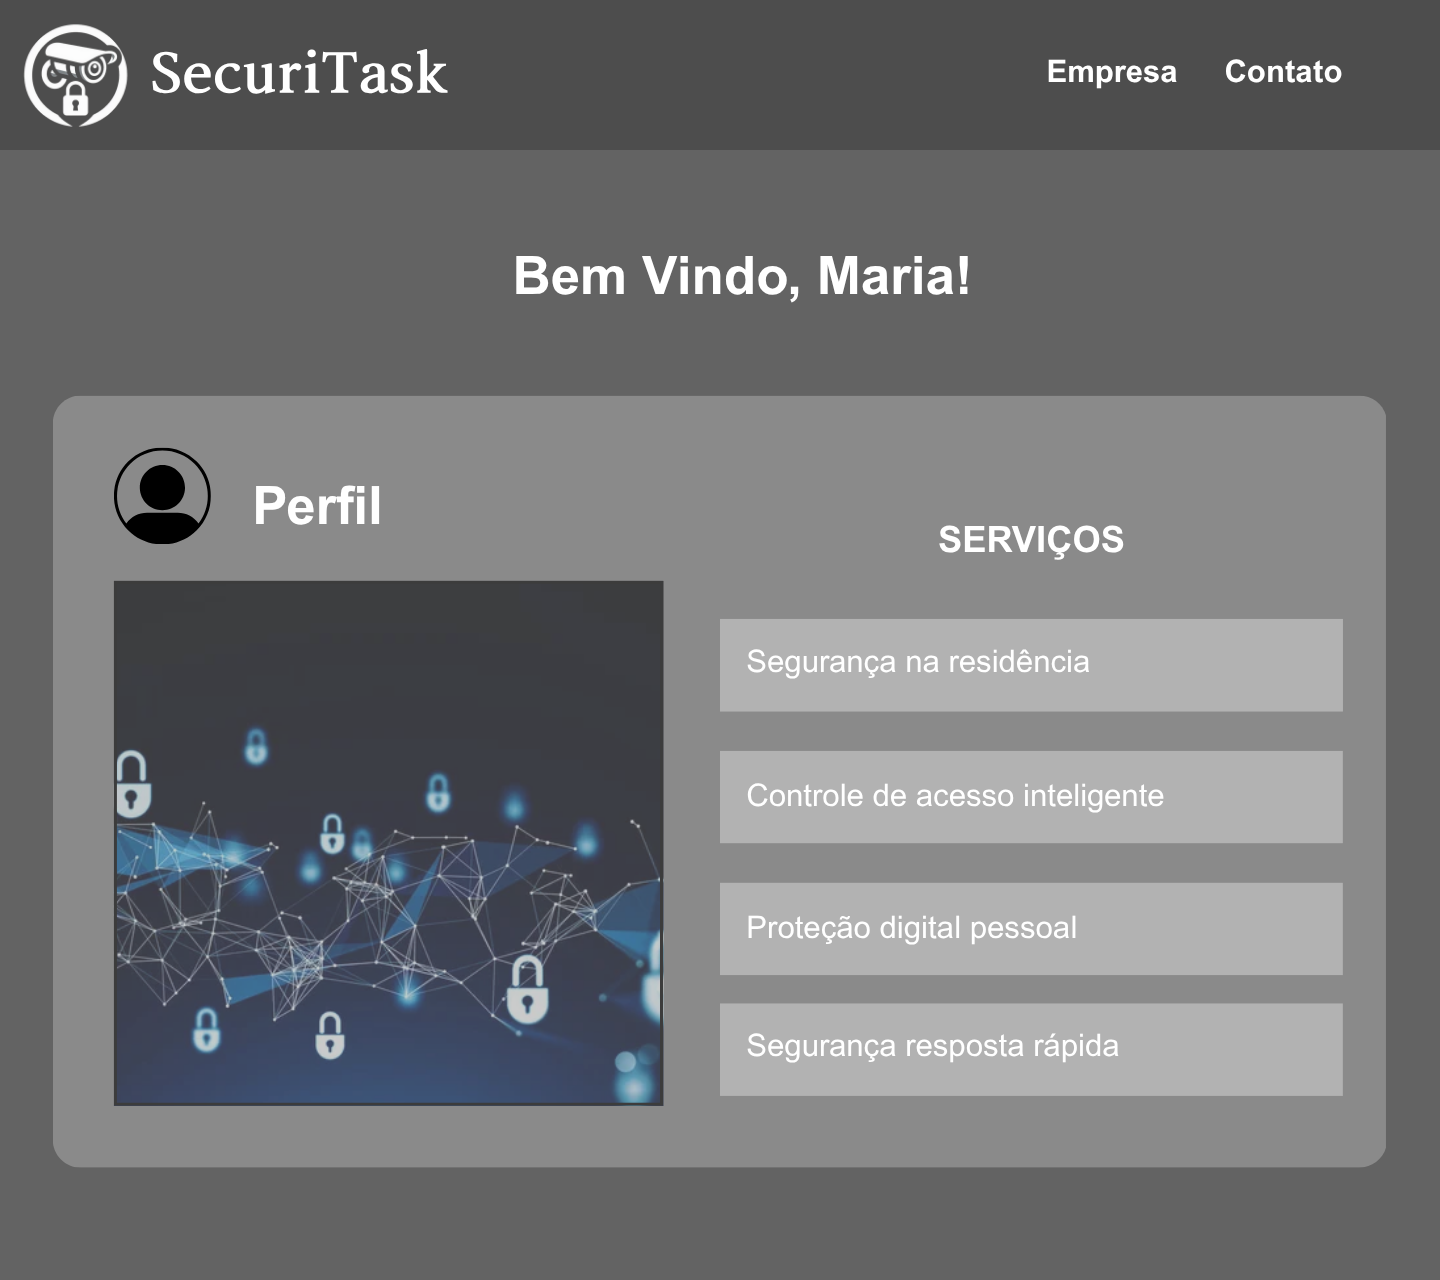 SecuriTask
Empresa Contato
Bem Vindo, Maria!
Perfil
SERVIÇOS
Segurança na residência
Controle de acesso inteligente
Proteção digital pessoal
Segurança resposta rápida